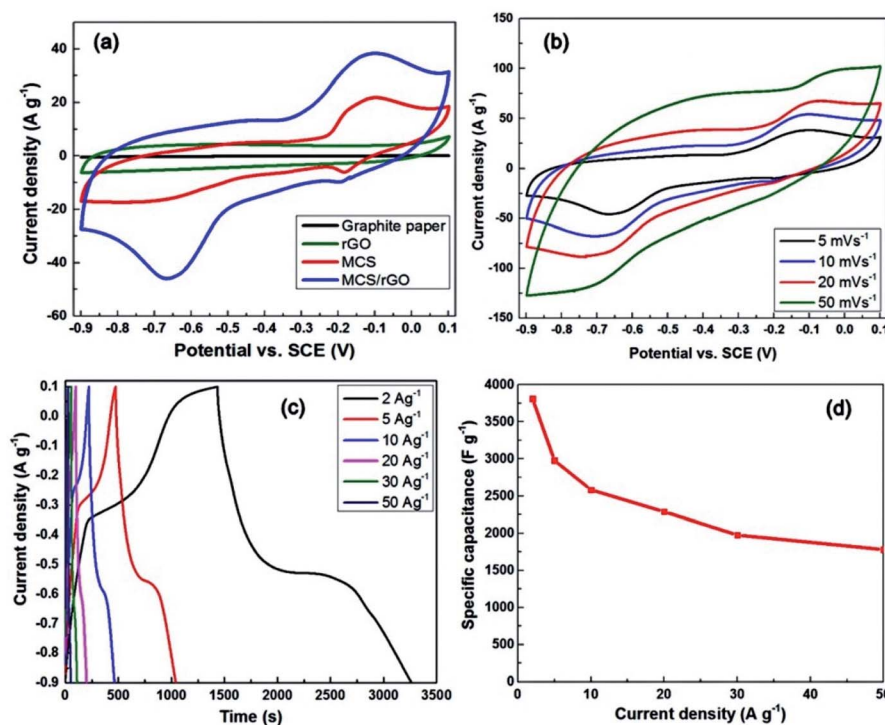 (a)
Current density (A g⁻¹)
40
20
0
-20
-40
-60
Graphite paper
rGO
MCS
MCS/rGO
-0.9 -0.8 -0.7 -0.6 -0.5 -0.4 -0.3 -0.2 -0.1 0.0 0.1
Potential vs. SCE (V)
(b)
Current density (A g⁻¹)
150
100
50
0
-50
-100
-150
5 mVs⁻¹
10 mVs⁻¹
20 mVs⁻¹
50 mVs⁻¹
-0.9 -0.8 -0.7 -0.6 -0.5 -0.4 -0.3 -0.2 -0.1 0.0 0.1
Potential vs. SCE (V)
(c)
Current density (A g⁻¹)
0.1
0.0
-0.1
-0.2
-0.3
-0.4
-0.5
-0.6
-0.7
-0.8
-0.9
2 Ag⁻¹
5 Ag⁻¹
10 Ag⁻¹
20 Ag⁻¹
30 Ag⁻¹
50 Ag⁻¹
0 500 1000 1500 2000 2500 3000 3500
Time (s)
(d)
Specific capacitance (F g⁻¹)
4000
3500
3000
2500
2000
1500
1000
500
0
0 10 20 30 40 50
Current density (A g⁻¹)